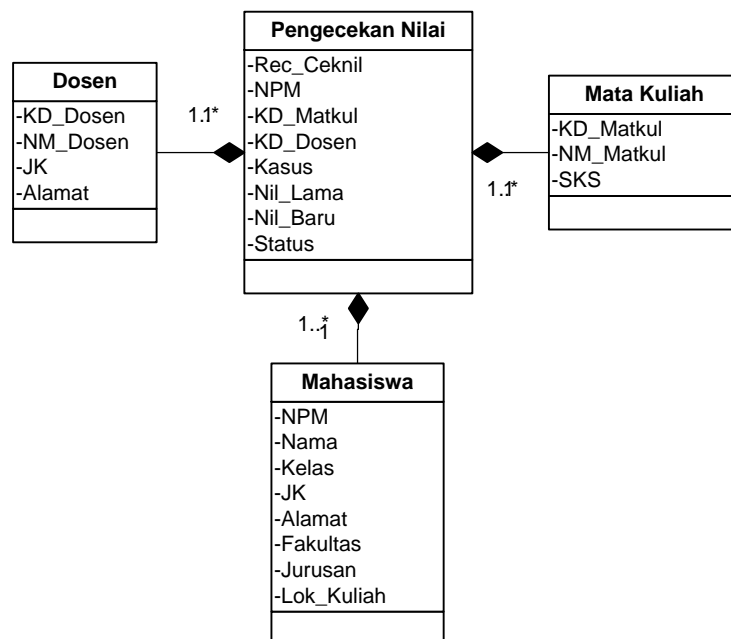 Pengecekan Nilai
-Rec_Ceknil
-NPM
-KD_Matkul
-KD_Dosen
-Kasus
-Nil_Lama
-Nil_Baru
-Status
Dosen
-KD_Dosen
-NM_Dosen
-JK
-Alamat
Mata Kuliah
-KD_Matkul
-NM_Matkul
-SKS
1..*
1
1..*
1
1..*
1
Mahasiswa
-NPM
-Nama
-Kelas
-JK
-Alamat
-Fakultas
-Jurusan
-Lok_Kuliah